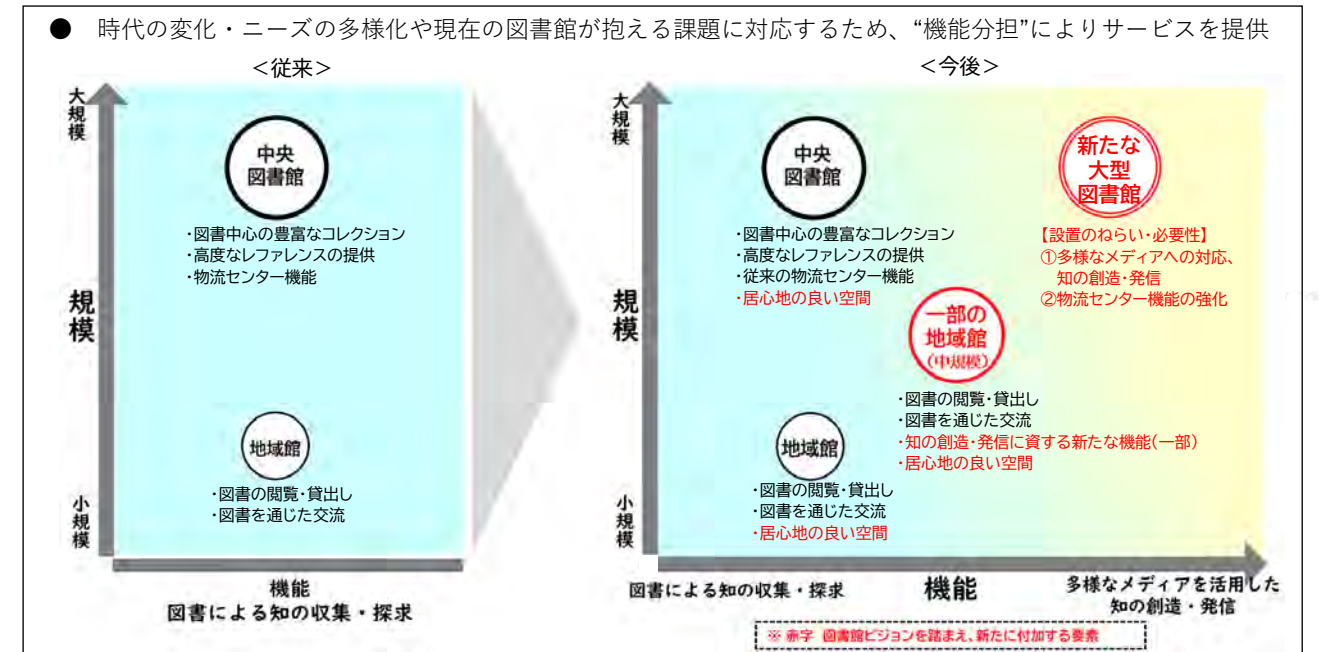 ● 時代の変化・ニーズの多様化や現在の図書館が抱える課題に対応するため、“機能分担”によりサービスを提供
＜従来＞
大規模
規模
小規模
中央
図書館
・図書中心の豊富なコレクション
・高度なレファレンスの提供
・物流センター機能
地域館
・図書の閲覧・貸出し
・図書を通じた交流
機能
図書による知の収集・探求
＜今後＞
大規模
規模
小規模
中央
図書館
・図書中心の豊富なコレクション
・高度なレファレンスの提供
・従来の物流センター機能
・居心地の良い空間
新たな
大型
図書館
【設置のねらい・必要性】
①多様なメディアへの対応、
知の創造・発信
②物流センター機能の強化
一部の
地域館
(中規模)
・図書の閲覧・貸出し
・図書を通じた交流
・知の創造・発信に資する新たな機能(一部)
・居心地の良い空間
地域館
・図書の閲覧・貸出し
・図書を通じた交流
・居心地の良い空間
図書による知の収集・探求
機能
多様なメディアを活用した
知の創造・発信
※ 赤字 図書館ビジョンを踏まえ、新たに付加する要素